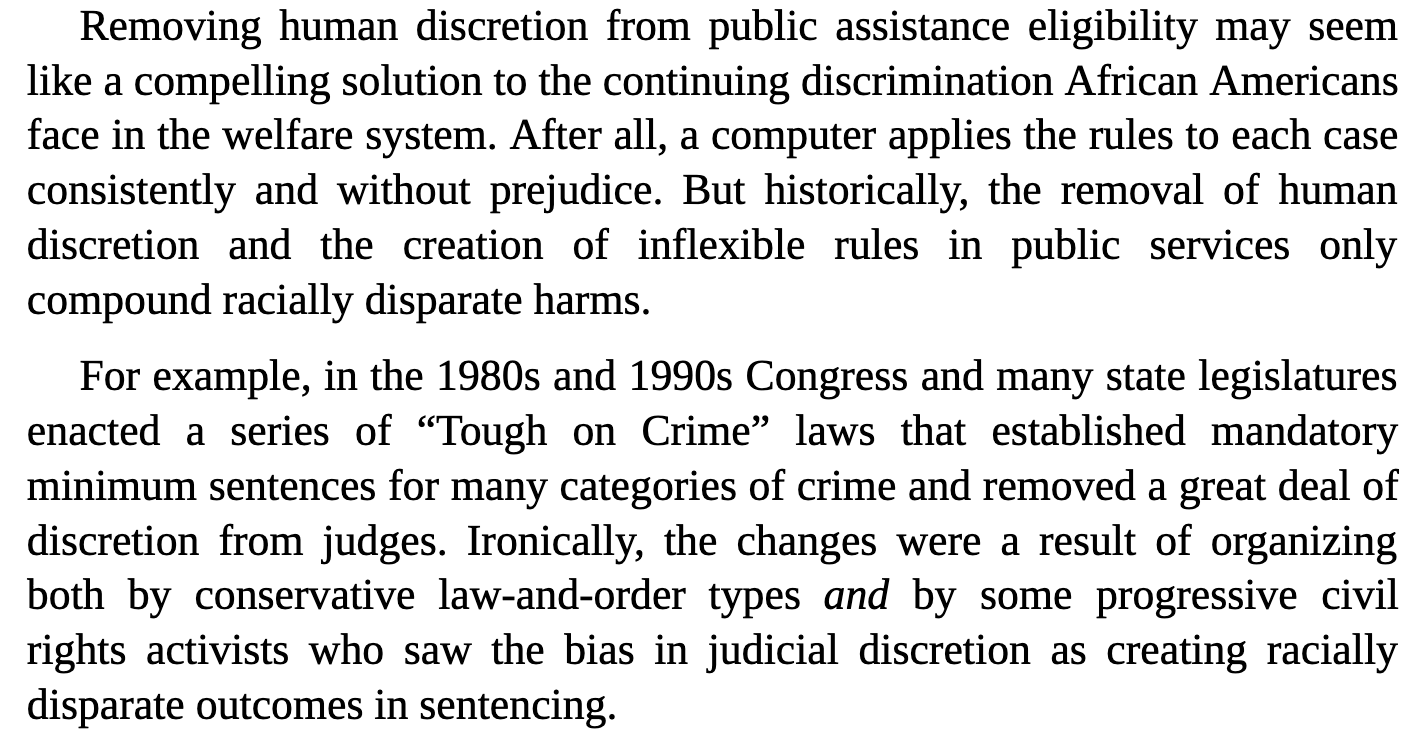 Removing human discretion from public assistance eligibility may seem
like a compelling solution to the continuing discrimination African Americans
face in the welfare system. After all, a computer applies the rules to each case
consistently and without prejudice. But historically, the removal of human
discretion and the creation of inflexible rules in public services only
compound racially disparate harms.
For example, in the 1980s and 1990s Congress and many state legislatures
enacted a series of “Tough on Crime” laws that established mandatory
minimum sentences for many categories of crime and removed a great deal of
discretion from judges. Ironically, the changes were a result of organizing
both by conservative law-and-order types and by some progressive civil
rights activists who saw the bias in judicial discretion as creating racially
disparate outcomes in sentencing.